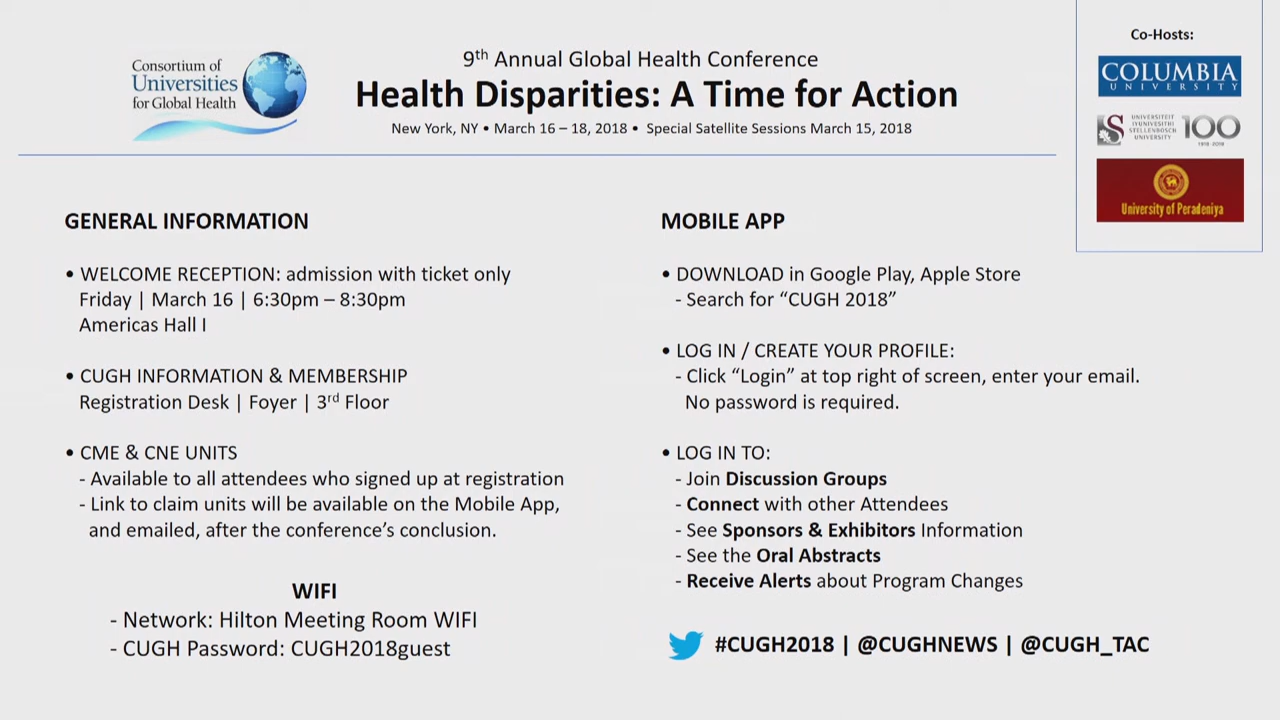 Consortium of
Universities
for Global Health
9th Annual Global Health Conference
Health Disparities: A Time for Action
New York, NY • March 16 – 18, 2018 • Special Satellite Sessions March 15, 2018
Co-Hosts:
COLUMBIA
UNIVERSITY
UNIVERSITEIT
IYUNIVESITHI
STELLENBOSCH
UNIVERSITY
100
1918·2018
University of Peradeniya
GENERAL INFORMATION
• WELCOME RECEPTION: admission with ticket only
Friday | March 16 | 6:30pm – 8:30pm
Americas Hall I
• CUGH INFORMATION & MEMBERSHIP
Registration Desk | Foyer | 3rd Floor
• CME & CNE UNITS
- Available to all attendees who signed up at registration
- Link to claim units will be available on the Mobile App,
and emailed, after the conference’s conclusion.
WIFI
- Network: Hilton Meeting Room WIFI
- CUGH Password: CUGH2018guest
MOBILE APP
• DOWNLOAD in Google Play, Apple Store
- Search for “CUGH 2018”
• LOG IN / CREATE YOUR PROFILE:
- Click “Login” at top right of screen, enter your email.
No password is required.
• LOG IN TO:
- Join Discussion Groups
- Connect with other Attendees
- See Sponsors & Exhibitors Information
- See the Oral Abstracts
- Receive Alerts about Program Changes
#CUGH2018 | @CUGHNEWS | @CUGH_TAC